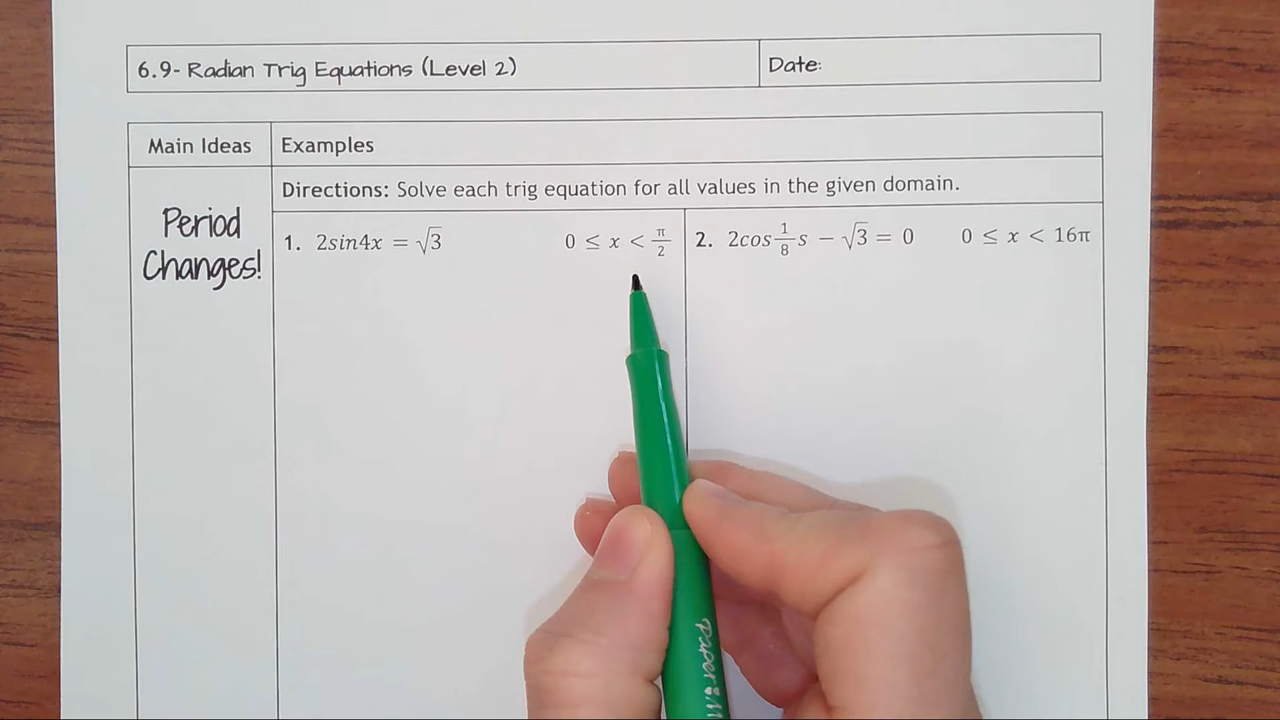 6.9- Radian Trig Equations (Level 2)
Date:
Main Ideas
Examples
Directions: Solve each trig equation for all values in the given domain.
Period
Changes!
1. 2sin4x = √3
0 ≤ x < π/2
2. 2cos 1/8 s − √3 = 0
0 ≤ x < 16π